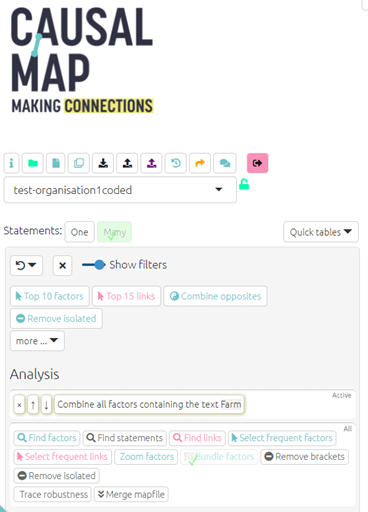 CAUSAL
MAP
MAKING CONNECTIONS
test-organisation1coded
Statements: One Many Quick tables
× Show filters
Top 10 factors Top 15 links Combine opposites
Remove isolated
more ...
Analysis
Active
× ↑ ↓ Combine all factors containing the text Farm
All
Find factors Find statements Find links Select frequent factors
Select frequent links Zoom factors Bundle factors Remove brackets
Remove isolated
Trace robustness Merge mapfile